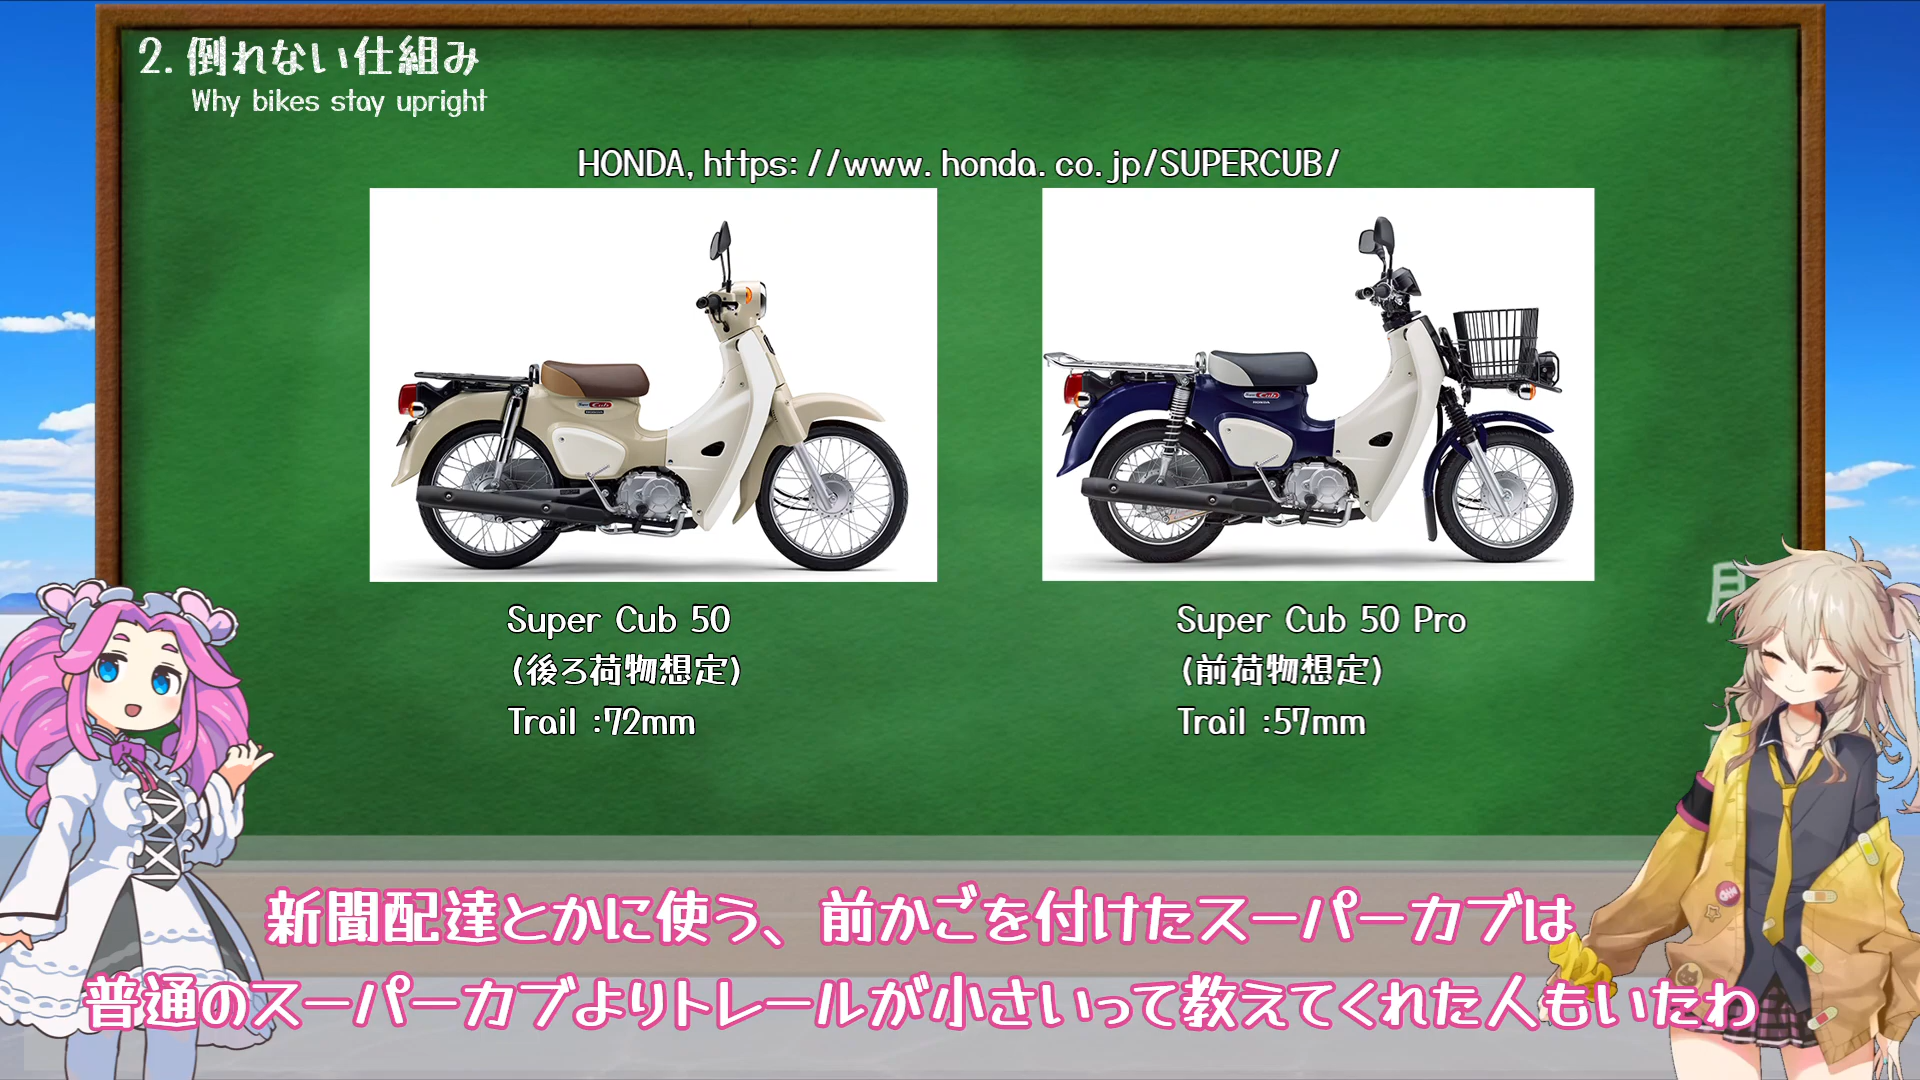 2. 倒れない仕組み
Why bikes stay upright
HONDA, https://www.honda.co.jp/SUPERCUB/
Super Cub 50
(後ろ荷物想定)
Trail :72mm
Super Cub 50 Pro
(前荷物想定)
Trail :57mm
新聞配達とかに使う、前かごを付けたスーパーカブは
普通のスーパーカブよりトレールが小さいって教えてくれた人もいたわ